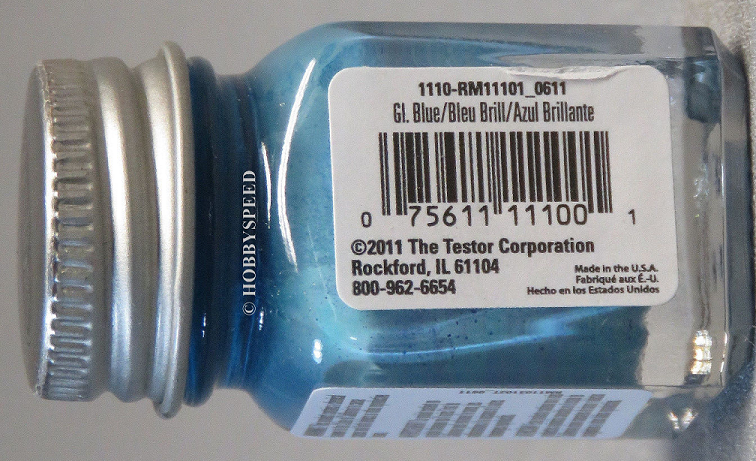 1110-RM11101_0611
Gl. Blue/Bleu Brill/Azul Brillante
0 75611 11100 1
©2011 The Testor Corporation
Rockford, IL 61104
800-962-6654
Made in the U.S.A.
Fabriqué aux É.-U.
Hecho en los Estados Unidos
© HOBBYSPEED